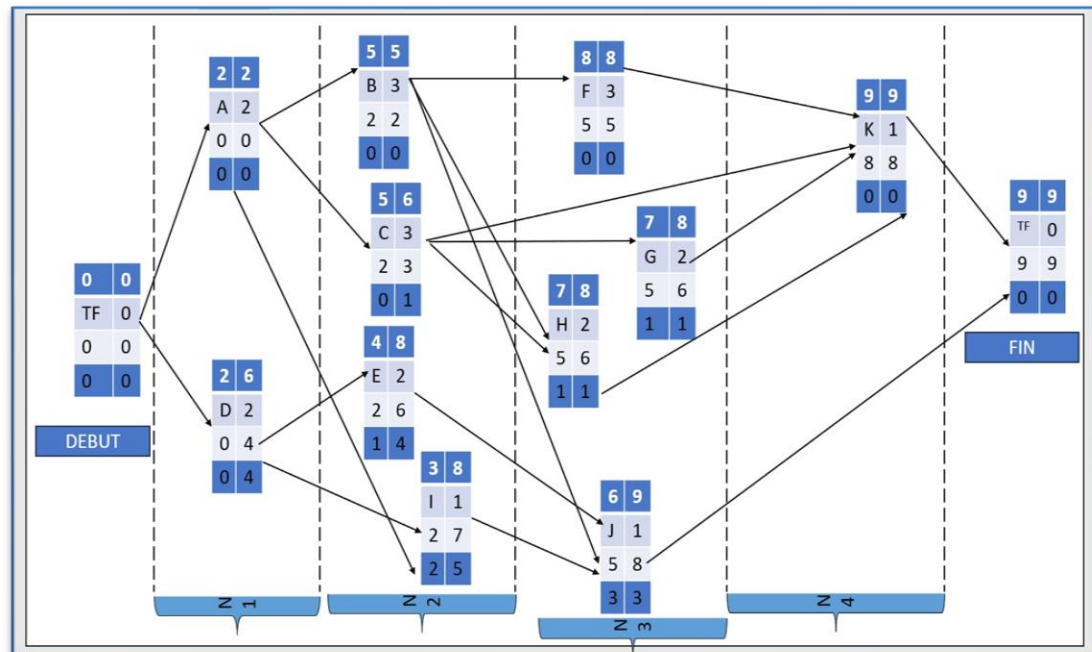 0 0
TF 0
0 0
0 0
DEBUT
2 2
A 2
0 0
0 0
2 6
D 2
0 4
0 4
5 5
B 3
2 2
0 0
5 6
C 3
2 3
0 1
4 8
E 2
2 6
1 4
3 8
I 1
2 7
2 5
8 8
F 3
5 5
0 0
7 8
G 2
5 6
1 1
7 8
H 2
5 6
1 1
6 9
J 1
5 8
3 3
9 9
K 1
8 8
0 0
9 9
TF 0
9 9
0 0
FIN
N 1
N 2
N 3
N 4